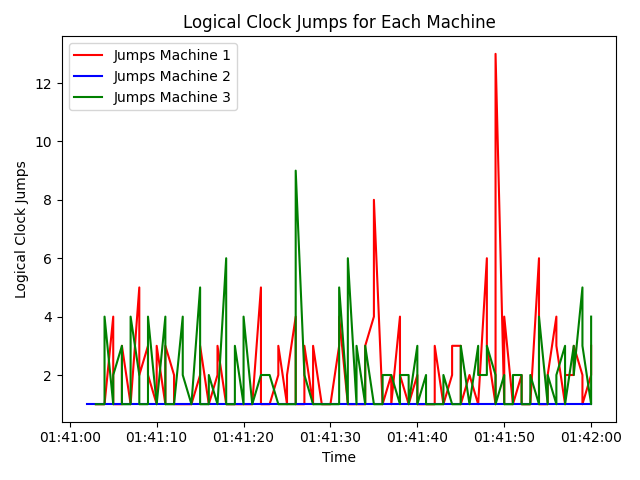 Logical Clock Jumps for Each Machine
Jumps Machine 1
Jumps Machine 2
Jumps Machine 3
Logical Clock Jumps
12
10
8
6
4
2
01:41:00 01:41:10 01:41:20 01:41:30 01:41:40 01:41:50 01:42:00
Time